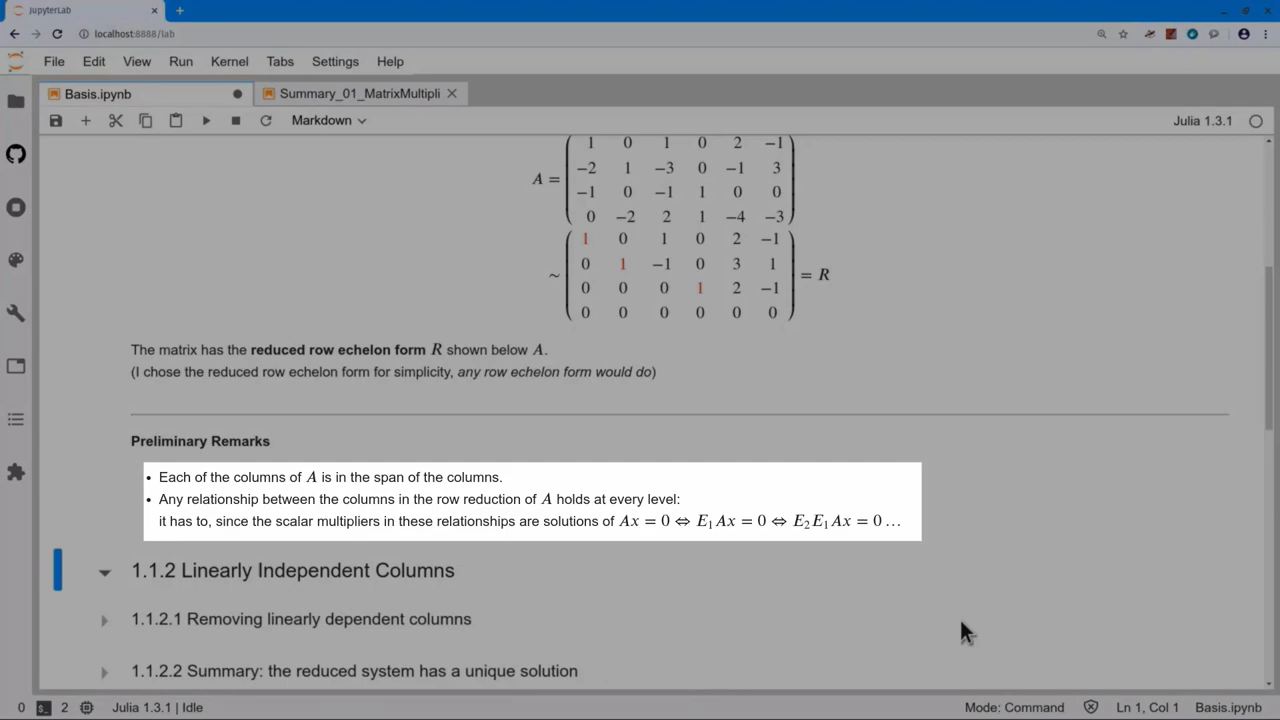 JupyterLab
localhost:8888/lab
File Edit View Run Kernel Tabs Settings Help
Basis.ipynb Summary_01_MatrixMultipli
Markdown Julia 1.3.1
1 0 1 0 2 −1
−2 1 −3 0 −1 3
A =
−1 0 −1 1 0 0
0 −2 2 1 −4 −3
1 0 1 0 2 −1
0 1 −1 0 3 1
∼ = R
0 0 0 1 2 −1
0 0 0 0 0 0
The matrix has the reduced row echelon form R shown below A.
(I chose the reduced row echelon form for simplicity, any row echelon form would do)
Preliminary Remarks
• Each of the columns of A is in the span of the columns.
• Any relationship between the columns in the row reduction of A holds at every level:
it has to, since the scalar multipliers in these relationships are solutions of Ax = 0 ⇔ E₁Ax = 0 ⇔ E₂E₁Ax = 0 …
1.1.2 Linearly Independent Columns
1.1.2.1 Removing linearly dependent columns
1.1.2.2 Summary: the reduced system has a unique solution
0 2 Julia 1.3.1 | Idle Mode: Command Ln 1, Col 1 Basis.ipynb